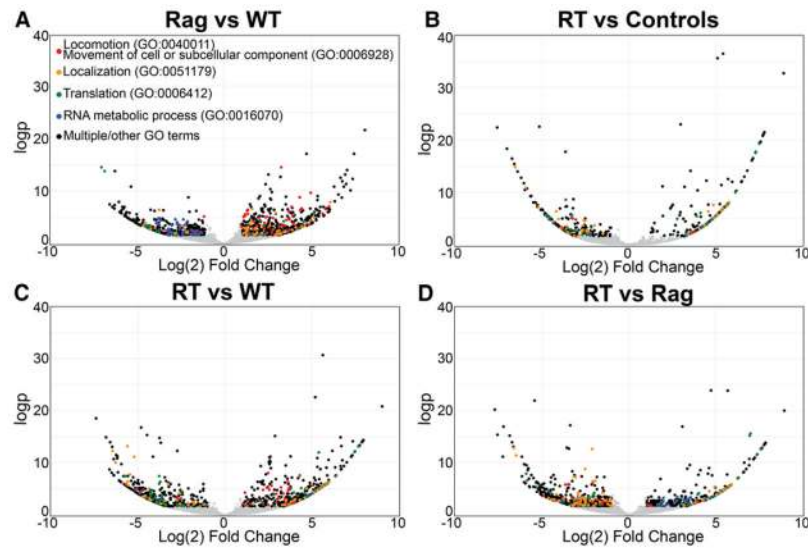 A
Rag vs WT
40
30
20
10
0
logp
Locomotion (GO:0040011)
Movement of cell or subcellular component (GO:0006928)
Localization (GO:0051179)
Translation (GO:0006412)
RNA metabolic process (GO:0016070)
Multiple/other GO terms
-10 -5 0 5 10
Log(2) Fold Change
B
RT vs Controls
40
30
20
10
0
logp
-10 -5 0 5 10
Log(2) Fold Change
C
RT vs WT
40
30
20
10
0
logp
-10 -5 0 5 10
Log(2) Fold Change
D
RT vs Rag
40
30
20
10
0
logp
-10 -5 0 5 10
Log(2) Fold Change